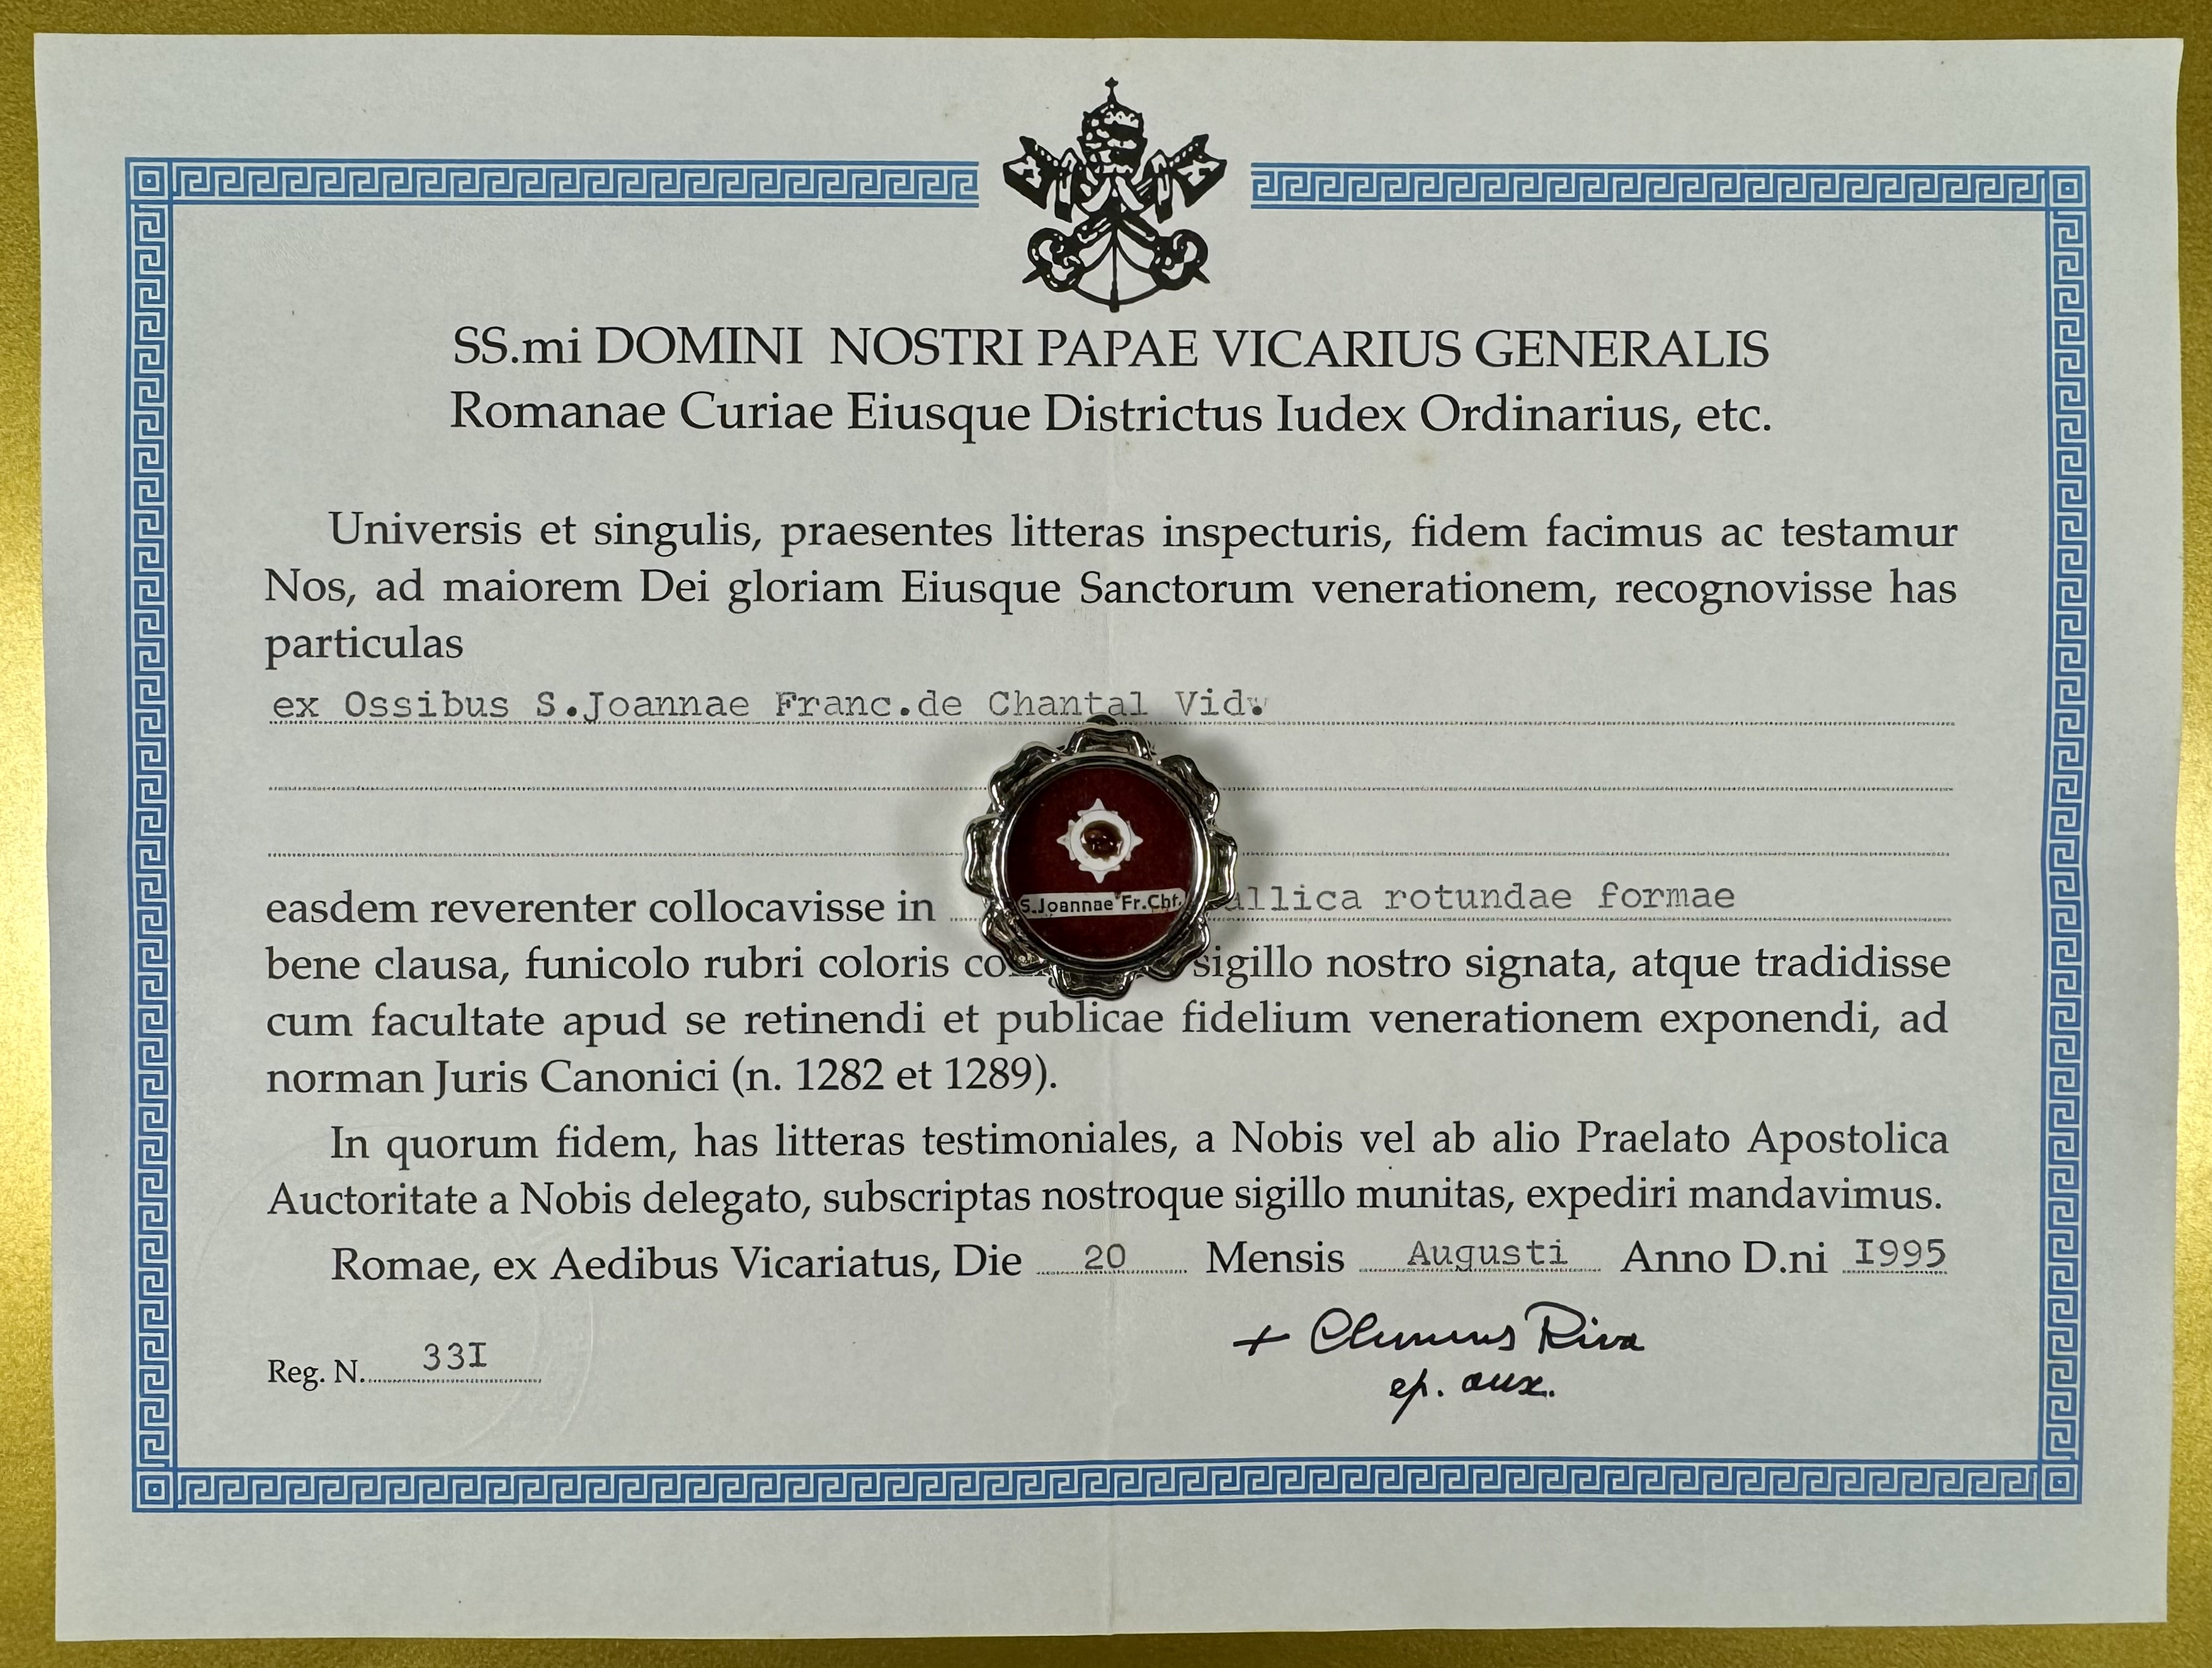 SS.mi DOMINI NOSTRI PAPAE VICARIUS GENERALIS
Romanae Curiae Eiusque Districtus Iudex Ordinarius, etc.
Universis et singulis, praesentes litteras inspecturis, fidem facimus ac testamur
Nos, ad maiorem Dei gloriam Eiusque Sanctorum venerationem, recognovisse has
particulas
ex Ossibus S.Joannae Franc.de Chantal Vid.
S.Joannae Fr.Cht.
easdem reverenter collocavisse in rotundae formae
bene clausa, funicolo rubri coloris sigillo nostro signata, atque tradidisse
cum facultate apud se retinendi et publicae fidelium venerationem exponendi, ad
norman Juris Canonici (n. 1282 et 1289).
In quorum fidem, has litteras testimoniales, a Nobis vel ab alio Praelato Apostolica
Auctoritate a Nobis delegato, subscriptas nostroque sigillo munitas, expediri mandavimus.
Romae, ex Aedibus Vicariatus, Die 20 Mensis Augusti Anno D.ni I995
Reg. N. 33I
+ Clemens Riva
ep. aux.